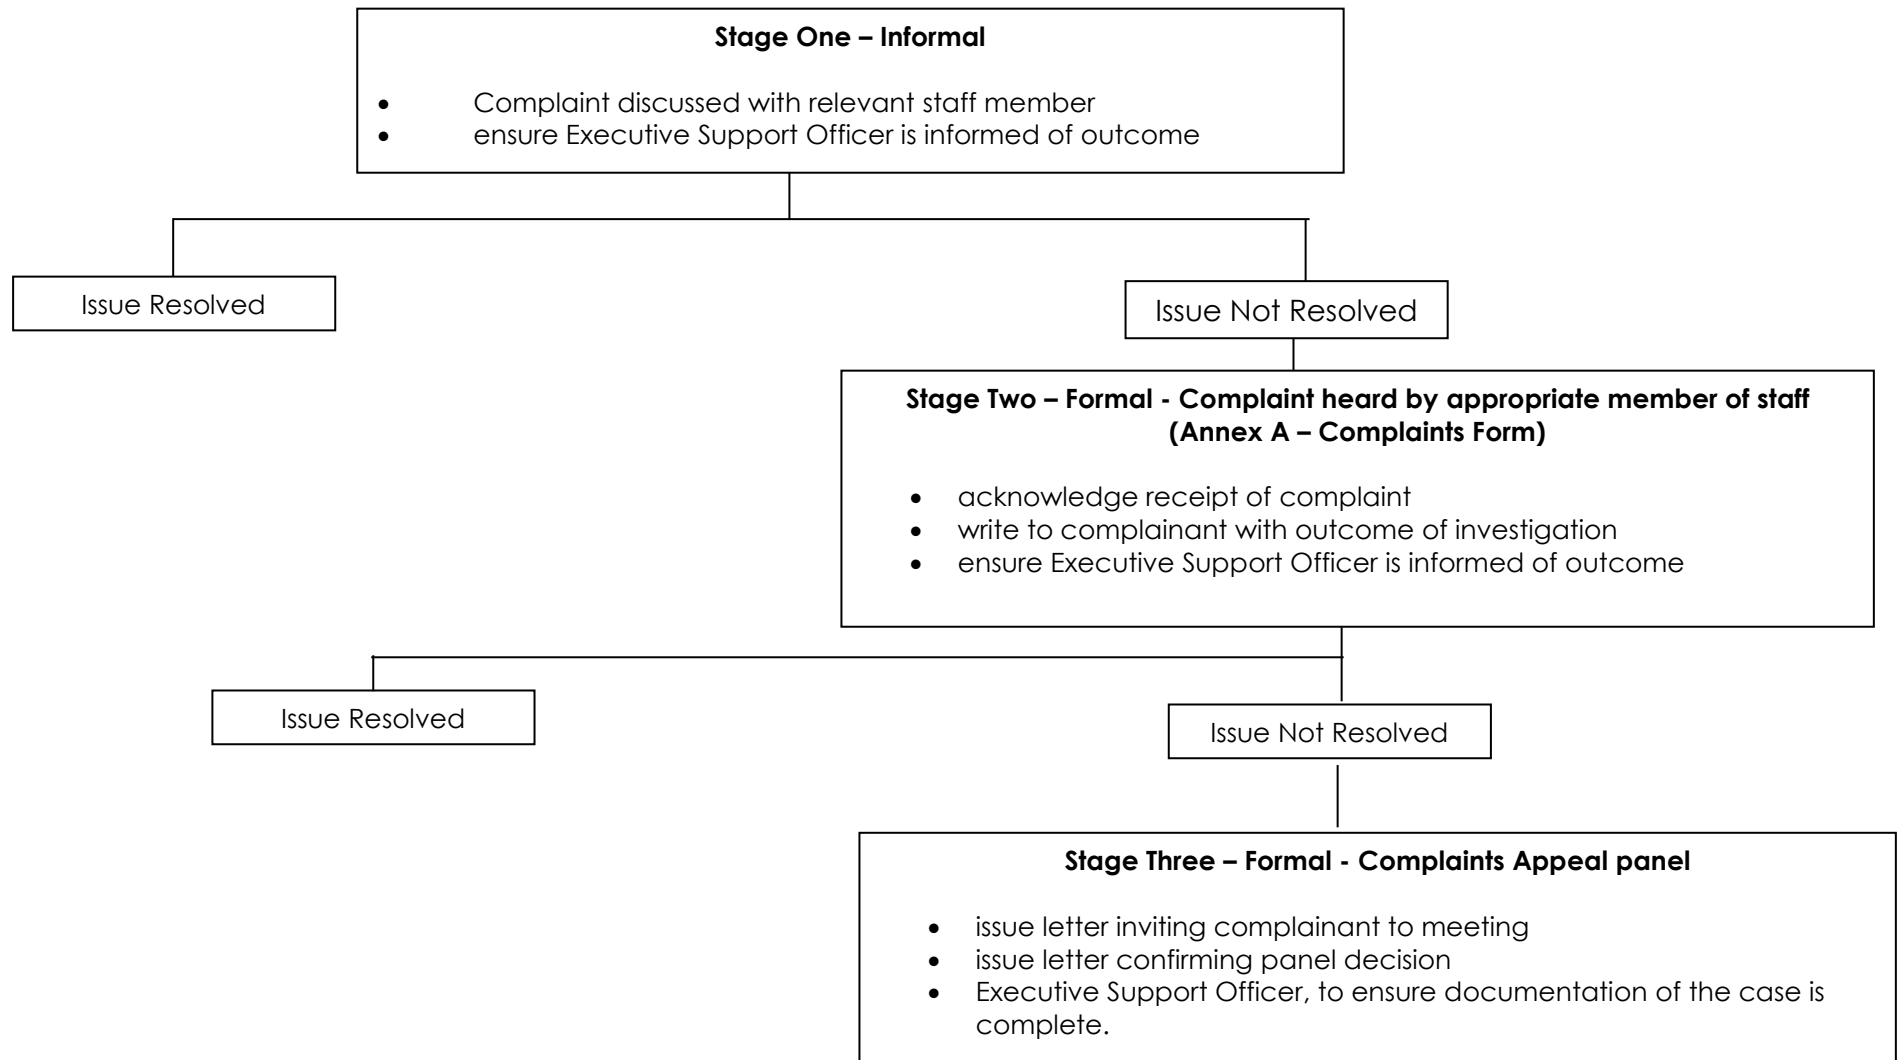 Stage One – Informal
• Complaint discussed with relevant staff member
• ensure Executive Support Officer is informed of outcome
Issue Resolved
Issue Not Resolved
Stage Two – Formal - Complaint heard by appropriate member of staff
(Annex A – Complaints Form)
• acknowledge receipt of complaint
• write to complainant with outcome of investigation
• ensure Executive Support Officer is informed of outcome
Issue Resolved
Issue Not Resolved
Stage Three – Formal - Complaints Appeal panel
• issue letter inviting complainant to meeting
• issue letter confirming panel decision
• Executive Support Officer, to ensure documentation of the case is
complete.